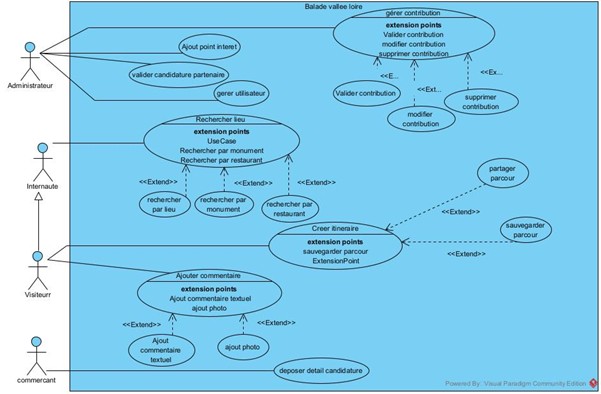 Balade vallee loire
gérer contribution
extension points
Valider contribution
modifier contribution
supprimer contribution
Ajout point interet
valider candidature partenaire
gerer utilisateur
Administrateur
<<E...
<<Ext...
<<Ex...
Valider contribution
modifier
contribution
supprimer
contribution
Rechercher lieu
extension points
UseCase
Rechercher par monument
Rechercher par restaurant
Internaute
<<Extend>>
<<Extend>>
<<Extend>>
rechercher
par lieu
rechercher par
monument
rechercher par
restaurant
partager
parcour
<<Extend>>
sauvegarder
parcour
<<Extend>>
Creer itineraire
extension points
sauvegarder parcour
ExtensionPoint
Visiteurr
Ajouter commentaire
extension points
Ajout commentaire textuel
ajout photo
<<Extend>>
<<Extend>>
Ajout
commentaire
textuel
ajout photo
commercant
deposer detail candidature
Powered By: Visual Paradigm Community Edition